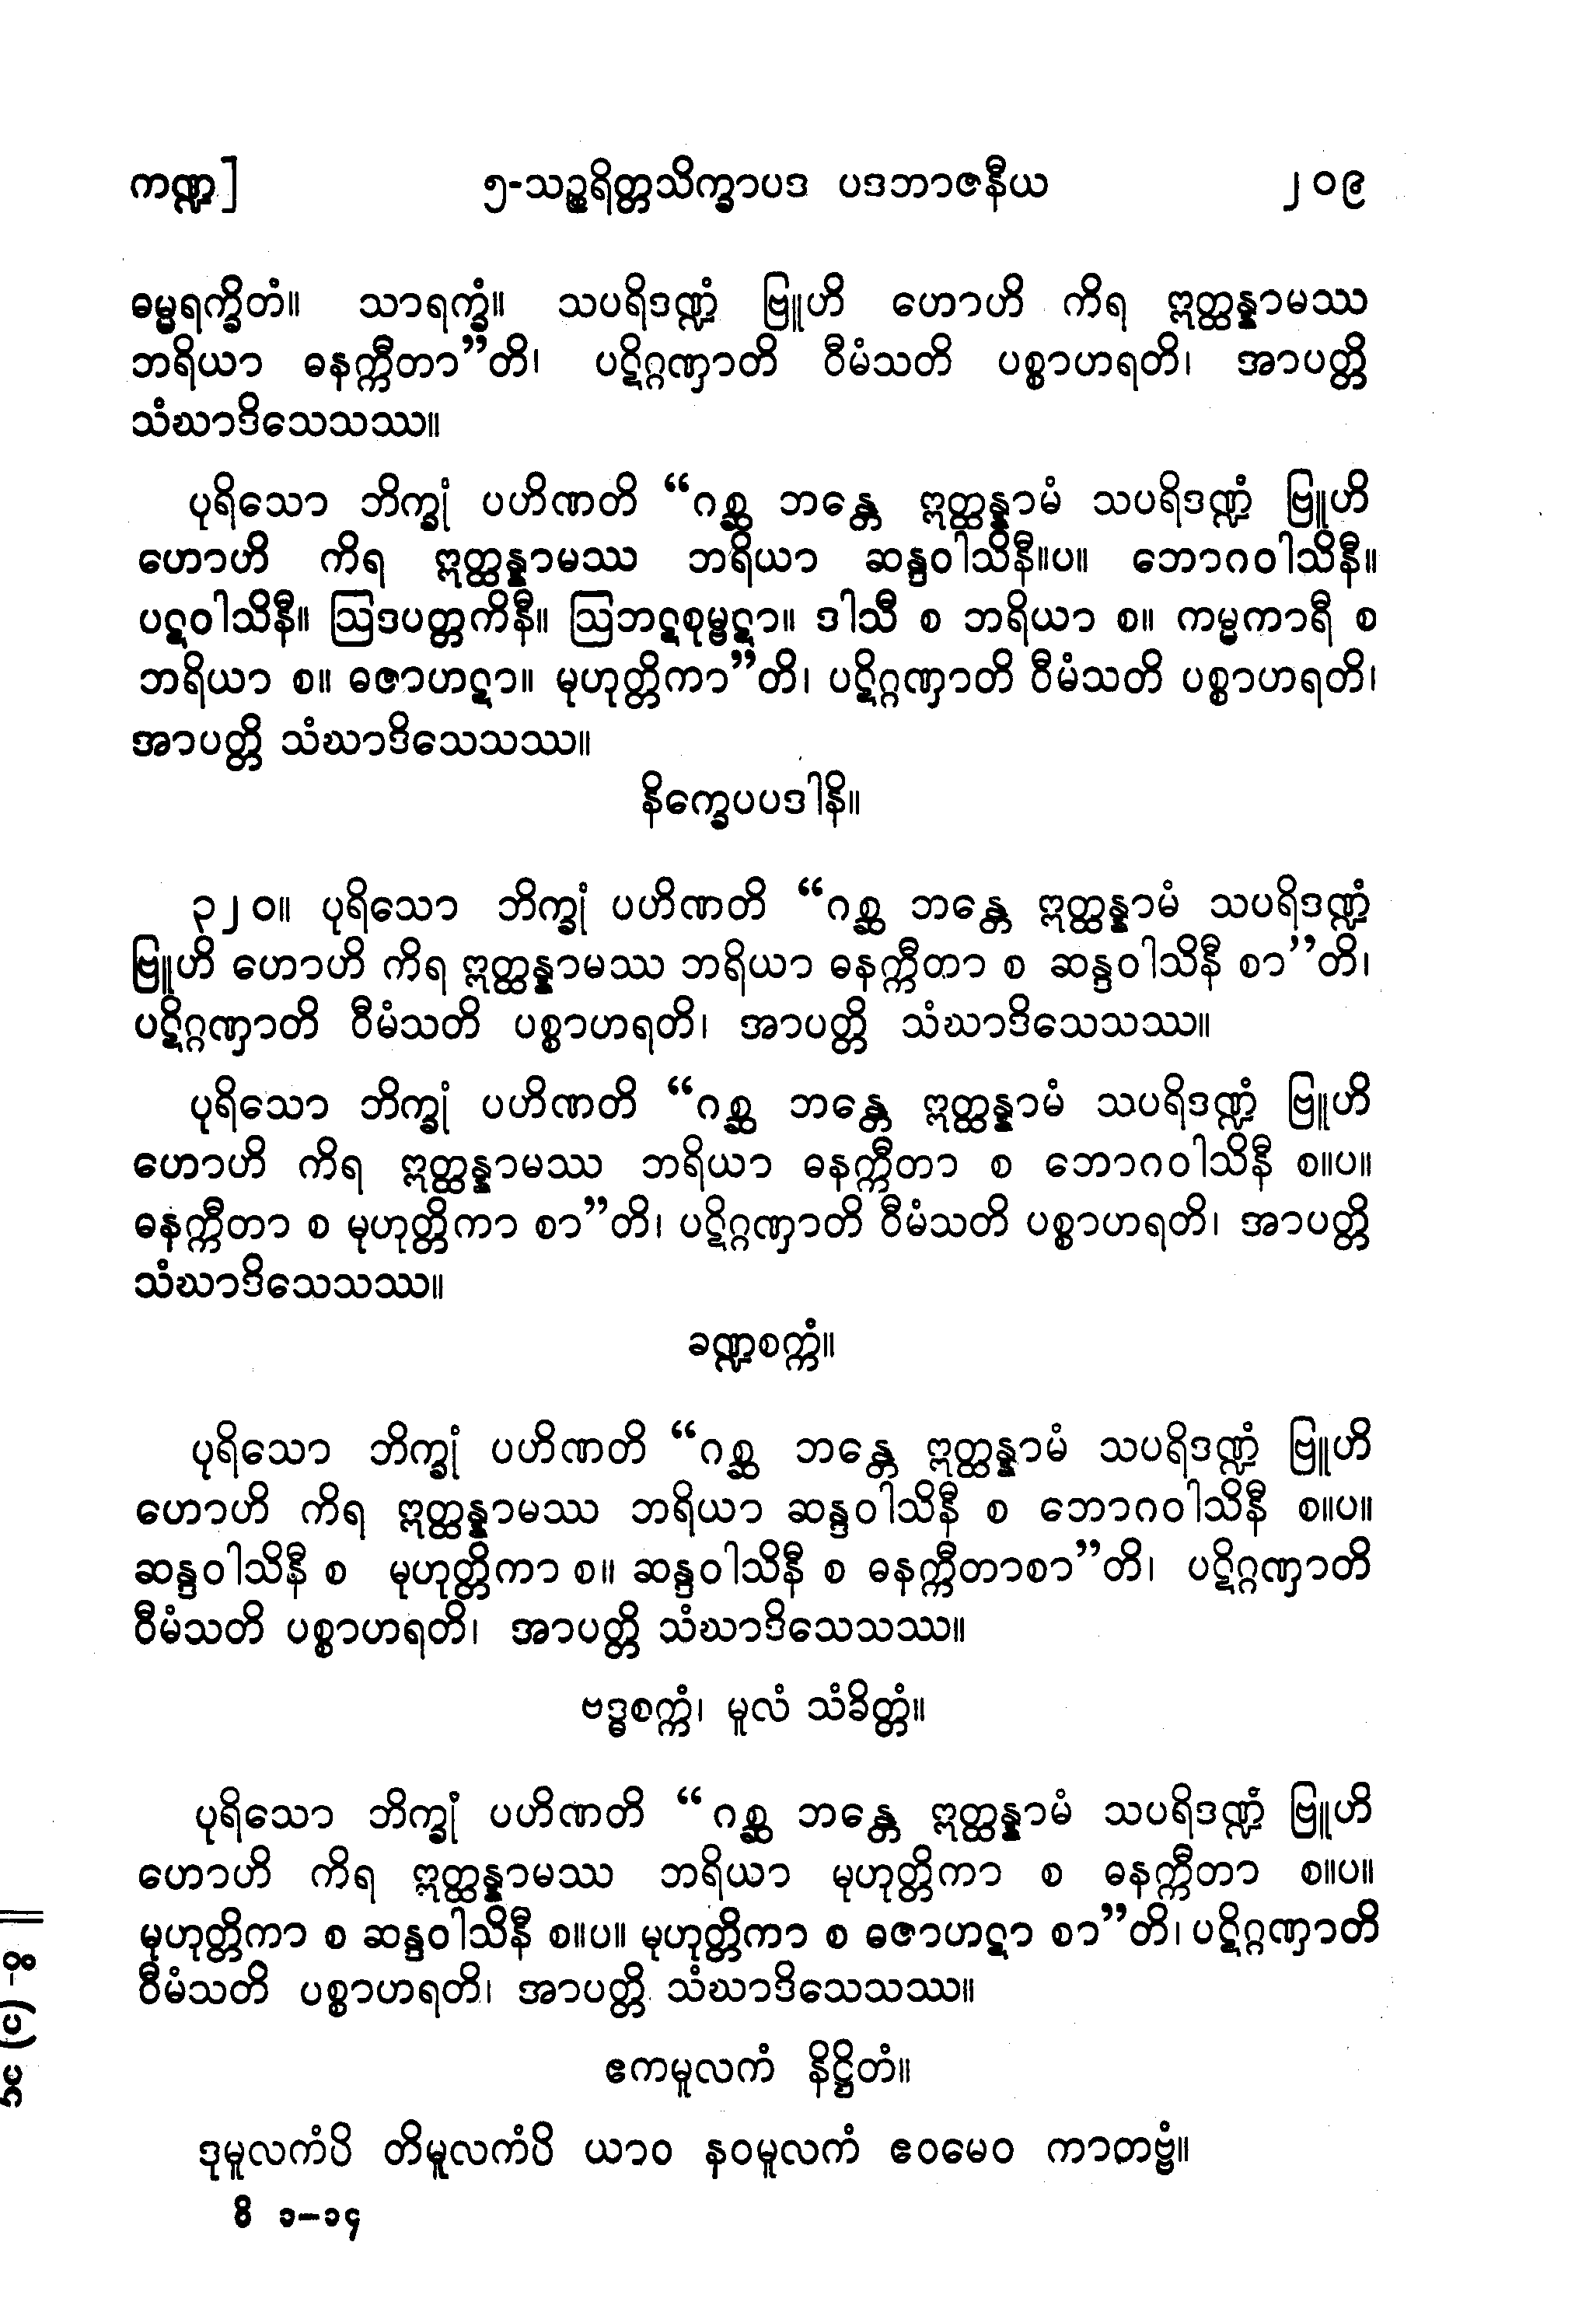 ကဏ္ဍ] ၅-သဉ္စရိတ္တသိက္ခာပဒ ပဒဘာဇနီယ ၂၀၉
ဓမ္မရက္ခိတံ။ သာရက္ခံ။ သပရိဒဏ္ဍံ ဗြူဟိ ဟောဟိ ကိရ ဣတ္ထန္နာမဿ
ဘရိယာ ဓနက္ကီတာ”တိ၊ ပဋိဂ္ဂဏှာတိ ဝီမံသတိ ပစ္စာဟရတိ၊ အာပတ္တိ
သံဃာဒိသေသဿ။
ပုရိသော ဘိက္ခုံ ပဟိဏတိ “ဂစ္ဆ ဘန္တေ ဣတ္ထန္နာမံ သပရိဒဏ္ဍံ ဗြူဟိ
ဟောဟိ ကိရ ဣတ္ထန္နာမဿ ဘရိယာ ဆန္ဒဝါသိနီ။ပ။ ဘောဂဝါသိနီ။
ပဋဝါသိနီ။ ဩဒပတ္တကိနီ။ ဩဘဋစုမ္ဗဋာ။ ဒါသီ စ ဘရိယာ စ။ ကမ္မကာရီ စ
ဘရိယာ စ။ ဓဇာဟဋာ။ မုဟုတ္တိကာ”တိ၊ ပဋိဂ္ဂဏှာတိ ဝီမံသတိ ပစ္စာဟရတိ၊
အာပတ္တိ သံဃာဒိသေသဿ။
နိက္ခေပပဒါနိ။
၃၂၀။ ပုရိသော ဘိက္ခုံ ပဟိဏတိ “ဂစ္ဆ ဘန္တေ ဣတ္ထန္နာမံ သပရိဒဏ္ဍံ
ဗြူဟိ ဟောဟိ ကိရ ဣတ္ထန္နာမဿ ဘရိယာ ဓနက္ကီတာ စ ဆန္ဒဝါသိနီ စာ”တိ၊
ပဋိဂ္ဂဏှာတိ ဝီမံသတိ ပစ္စာဟရတိ၊ အာပတ္တိ သံဃာဒိသေသဿ။
ပုရိသော ဘိက္ခုံ ပဟိဏတိ “ဂစ္ဆ ဘန္တေ ဣတ္ထန္နာမံ သပရိဒဏ္ဍံ ဗြူဟိ
ဟောဟိ ကိရ ဣတ္ထန္နာမဿ ဘရိယာ ဓနက္ကီတာ စ ဘောဂဝါသိနီ စ။ပ။
ဓနက္ကီတာ စ မုဟုတ္တိကာ စာ”တိ၊ ပဋိဂ္ဂဏှာတိ ဝီမံသတိ ပစ္စာဟရတိ၊ အာပတ္တိ
သံဃာဒိသေသဿ။
ခဏ္ဍစက္ကံ။
ပုရိသော ဘိက္ခုံ ပဟိဏတိ “ဂစ္ဆ ဘန္တေ ဣတ္ထန္နာမံ သပရိဒဏ္ဍံ ဗြူဟိ
ဟောဟိ ကိရ ဣတ္ထန္နာမဿ ဘရိယာ ဆန္ဒဝါသိနီ စ ဘောဂဝါသိနီ စ။ပ။
ဆန္ဒဝါသိနီ စ မုဟုတ္တိကာ စ။ ဆန္ဒဝါသိနီ စ ဓနက္ကီတာစာ”တိ၊ ပဋိဂ္ဂဏှာတိ
ဝီမံသတိ ပစ္စာဟရတိ၊ အာပတ္တိ သံဃာဒိသေသဿ။
ဗဒ္ဓစက္ကံ၊ မူလံ သံခိတ္တံ။
ပုရိသော ဘိက္ခုံ ပဟိဏတိ “ဂစ္ဆ ဘန္တေ ဣတ္ထန္နာမံ သပရိဒဏ္ဍံ ဗြူဟိ
ဟောဟိ ကိရ ဣတ္ထန္နာမဿ ဘရိယာ မုဟုတ္တိကာ စ ဓနက္ကီတာ စ။ပ။
မုဟုတ္တိကာ စ ဆန္ဒဝါသိနီ စ။ပ။ မုဟုတ္တိကာ စ ဓဇာဟဋာ စာ”တိ၊ ပဋိဂ္ဂဏှာတိ
ဝီမံသတိ ပစ္စာဟရတိ၊ အာပတ္တိ သံဃာဒိသေသဿ။
ဧကမူလကံ နိဋ္ဌိတံ။
ဒုမူလကံပိ တိမူလကံပိ ယာဝ နဝမူလကံ ဧဝမေဝ ကာတဗ္ဗံ။
ဝိ ၁–၁၄